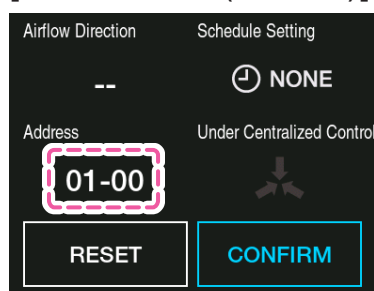 Airflow Direction
Schedule Setting
--
NONE
Address
Under Centralized Control
01-00
RESET
CONFIRM